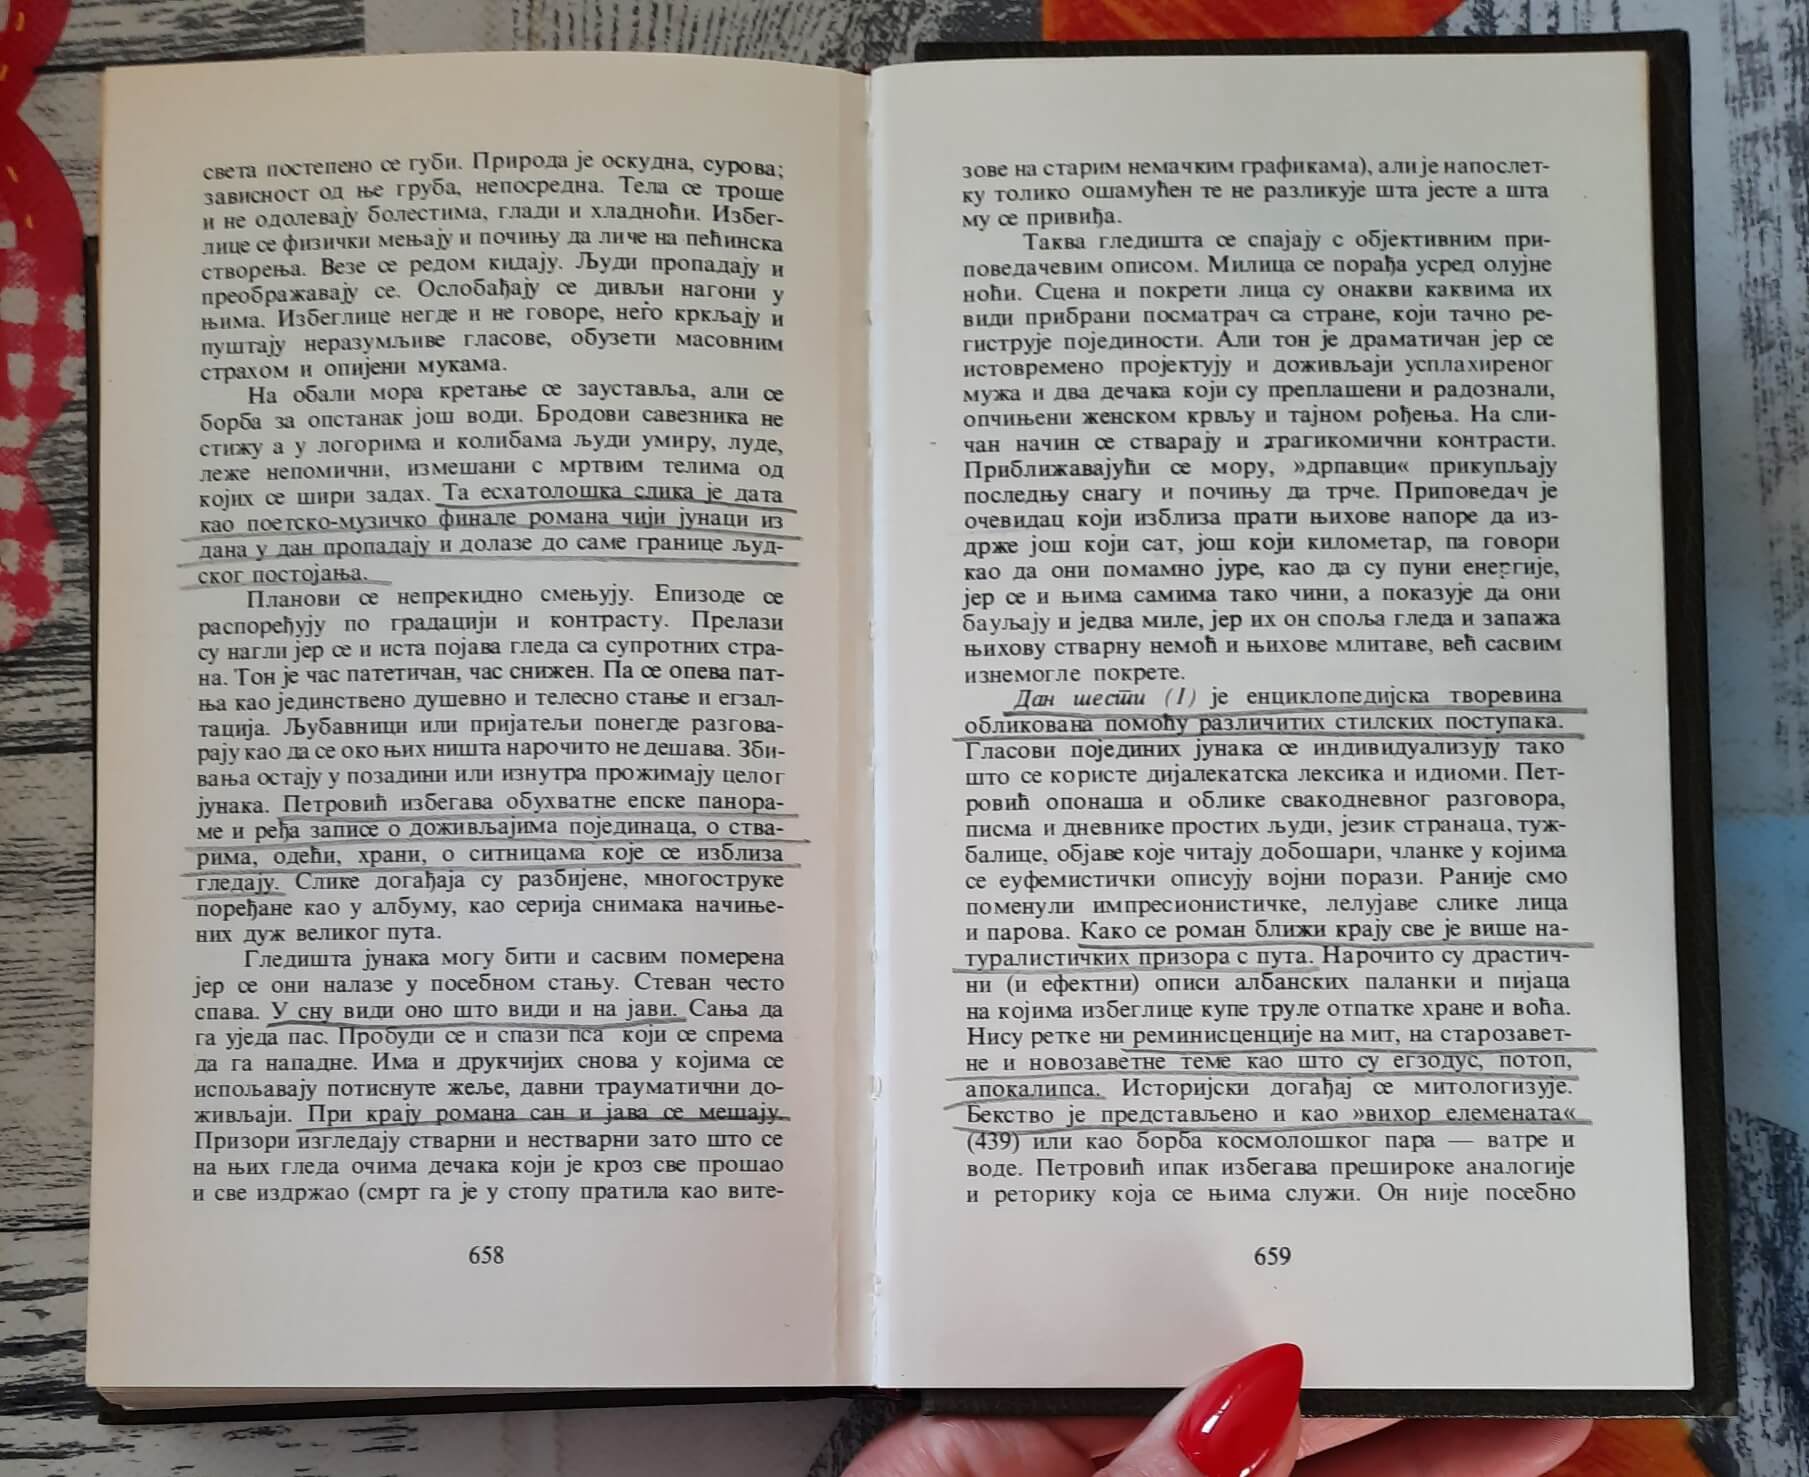 света постепено се губи. Природа је оскудна, сурова;
зависност од ње груба, непосредна. Тела се троше
и не одолевају болестима, глади и хладноћи. Избег-
лице се физички мењају и почињу да личе на пећинска
створења. Везе се редом кидају. Људи пропадају и
преображавају се. Ослобађају се дивљи нагони у
њима. Избеглице негде и не говоре, него кркљају и
пуштају неразумљиве гласове, обузети масовним
страхом и опијени мукама.
На обали мора кретање се зауставља, али се
борба за опстанак још води. Бродови савезника не
стижу а у логорима и колибама људи умиру, луде,
леже непомични, измешани с мртвим телима од
којих се шири задах. Та есхатолошка слика је дата
као поетско-музичко финале романа чији јунаци из
дана у дан пропадају и долазе до саме границе људ-
ског постојања.
Планови се непрекидно смењују. Епизоде се
распоређују по градацији и контрасту. Прелази
су нагли јер се и иста појава гледа са супротних стра-
на. Тон је час патетичан, час снижен. Па се опева пат-
ња као јединствено душевно и телесно стање и егзал-
тација. Љубавници или пријатељи понегде разгова-
рају као да се око њих ништа нарочито не дешава. Зби-
вања остају у позадини или изнутра прожимају целог
јунака. Петровић избегава обухватне епске панора-
ме и ређа записе о доживљајима појединаца, о ства-
рима, одећи, храни, о ситницама које се изблиза
гледају. Слике догађаја су разбијене, многоструке
поређане као у албуму, као серија снимака начиње-
них дуж великог пута.
Гледишта јунака могу бити и сасвим померена
јер се они налазе у посебном стању. Стеван често
спава. У сну види оно што види и на јави. Сања да
га уједа пас. Пробуди се и спази пса који се спрема
да га нападне. Има и друкчијих снова у којима се
испољавају потиснуте жеље, давни трауматични до-
живљаји. При крају романа сан и јава се мешају.
Призори изгледају стварни и нестварни зато што се
на њих гледа очима дечака који је кроз све прошао
и све издржао (смрт га је у стопу пратила као вите-
658
зове на старим немачким графикама), али је напослет-
ку толико ошамућен те не разликује шта јесте а шта
му се привиђа.
Таква гледишта се спајају с објективним при-
поведачевим описом. Милица се порађа усред олујне
ноћи. Сцена и покрети лица су онакви каквима их
види прибрани посматрач са стране, који тачно ре-
гиструје појединости. Али тон је драматичан јер се
истовремено пројектују и доживљаји усплахиреног
мужа и два дечака који су преплашени и радознали,
опчињени женском крвљу и тајном рођења. На сли-
чан начин се стварају и трагикомични контрасти.
Приближавајући се мору, »дрпавци« прикупљају
последњу снагу и почињу да трче. Приповедач је
очевидац који изблиза прати њихове напоре да из-
држе још који сат, још који километар, па говори
као да они помамно јуре, као да су пуни енергије,
јер се и њима самима тако чини, а показује да они
бауљају и једва миле, јер их он споља гледа и запажа
њихову стварну немоћ и њихове млитаве, већ сасвим
изнемогле покрете.
Дан шести (I) је енциклопедијска творевина
обликована помоћу различитих стилских поступака.
Гласови појединих јунака се индивидуализују тако
што се користе дијалекатска лексика и идиоми. Пет-
ровић опонаша и облике свакодневног разговора,
писма и дневнике простих људи, језик странаца, туж-
балице, објаве које читају добошари, чланке у којима
се еуфемистички описују војни порази. Раније смо
поменули импресионистичке, лелујаве слике лица
и парова. Како се роман ближи крају све је више на-
туралистичких призора с пута. Нарочито су драстич-
ни (и ефектни) описи албанских паланки и пијаца
на којима избеглице купе труле отпатке хране и воћа.
Нису ретке ни реминисценције на мит, на старозавет-
не и новозаветне теме као што су егзодус, потоп,
апокалипса. Историјски догађај се митологизује.
Бекство је представљено и као »вихор елемената«
(439) или као борба космолошког пара — ватре и
воде. Петровић ипак избегава прешироке аналогије
и реторику која се њима служи. Он није посебно
659